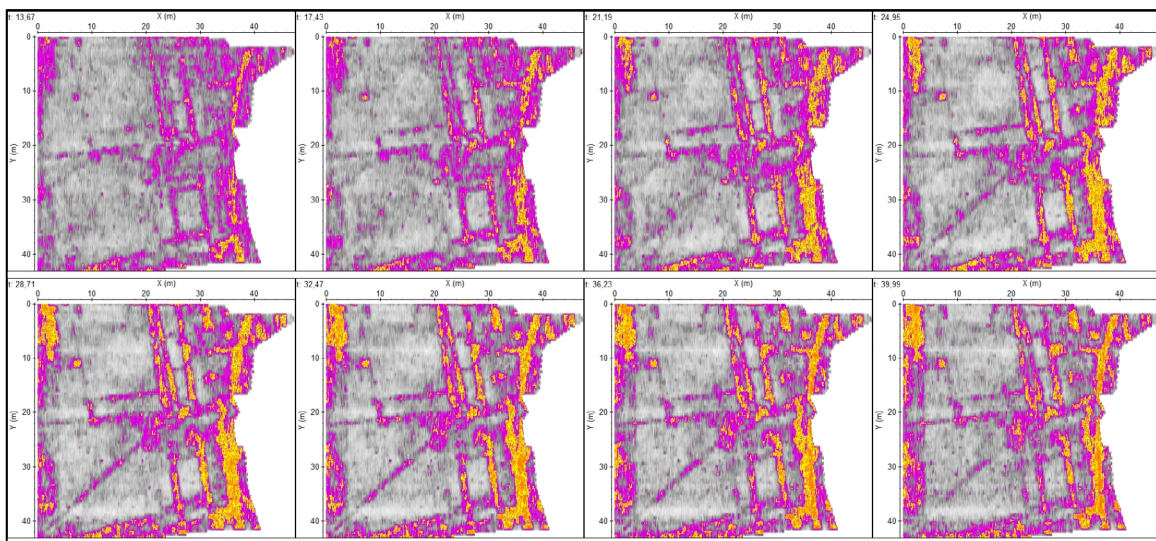 t: 13,67 X (m) t: 17,43 X (m) t: 21,19 X (m) t: 24,95 X (m)
0 10 20 30 40 0 10 20 30 40 0 10 20 30 40 0 10 20 30 40
0 0 0 0
10 10 10 10
Y (m) Y (m) Y (m) Y (m)
20 20 20 20
30 30 30 30
40 40 40 40
t: 28,71 X (m) t: 32,47 X (m) t: 36,23 X (m) t: 39,99 X (m)
0 10 20 30 40 0 10 20 30 40 0 10 20 30 40 0 10 20 30 40
0 0 0 0
10 10 10 10
Y (m) Y (m) Y (m) Y (m)
20 20 20 20
30 30 30 30
40 40 40 40